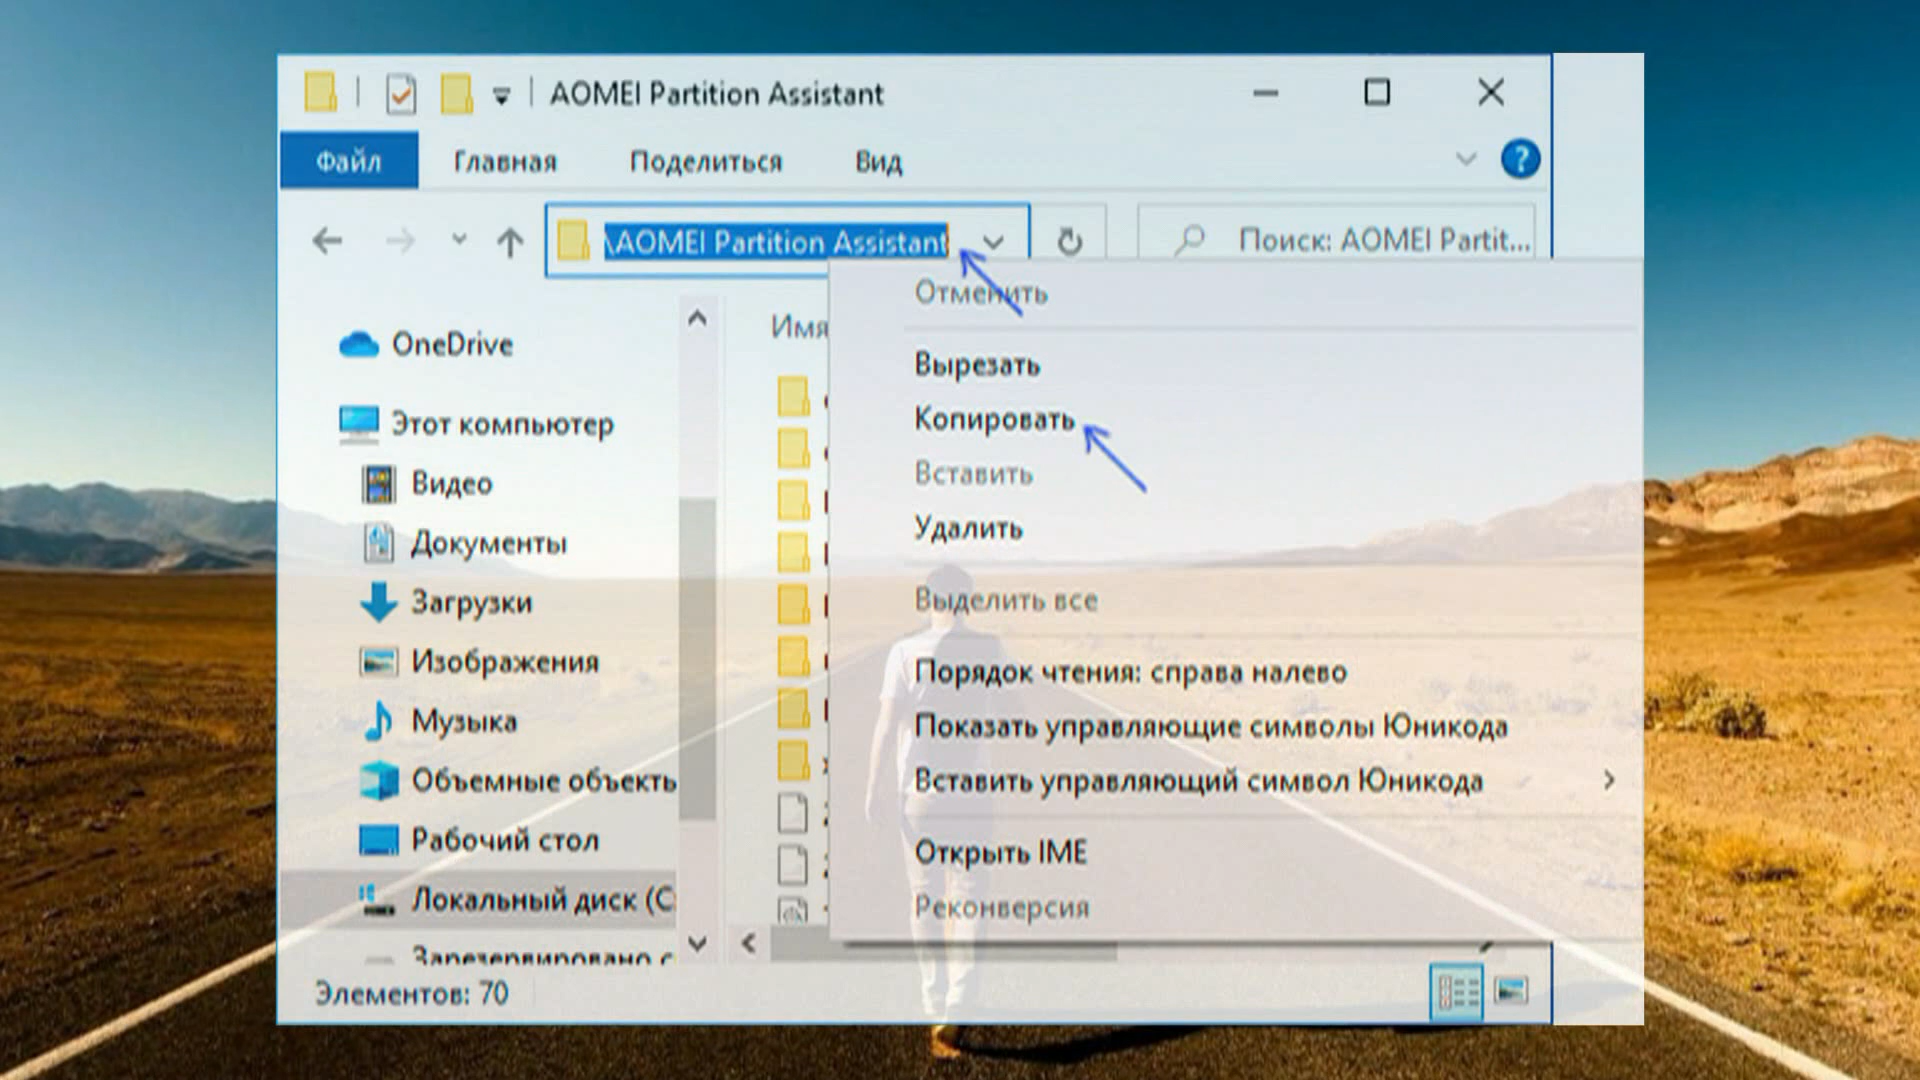 AOMEI Partition Assistant
Файл Главная Поделиться Вид ?
\AOMEI Partition Assistant
Поиск: AOMEI Partit...
OneDrive
Этот компьютер
Видео
Документы
Загрузки
Изображения
Музыка
Объемные объекть
Рабочий стол
Локальный диск (C:
Зарезервировано с
Элементов: 70
Имя
Отменить
Вырезать
Копировать
Вставить
Удалить
Выделить все
Порядок чтения: справа налево
Показать управляющие символы Юникода
Вставить управляющий символ Юникода
Открыть IME
Реконверсия